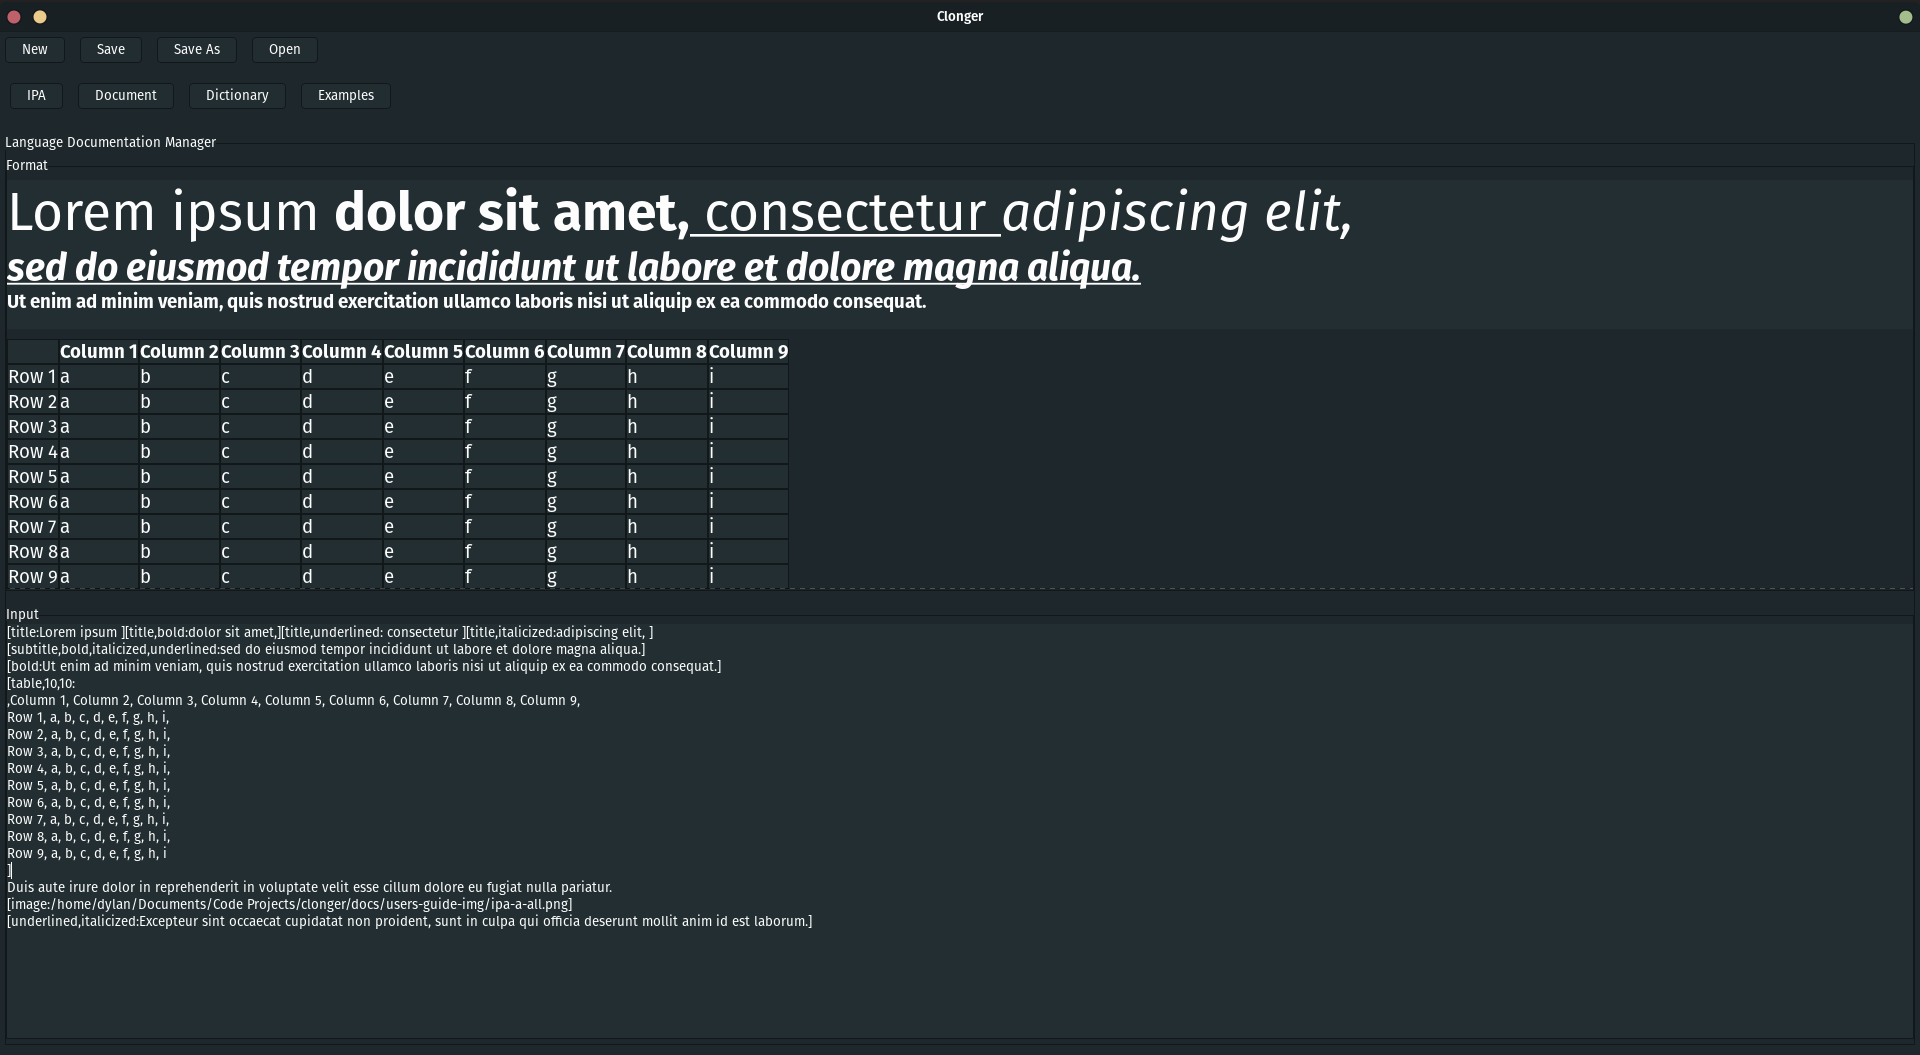 Clonger
New Save Save As Open
IPA Document Dictionary Examples
Language Documentation Manager
Format
Lorem ipsum dolor sit amet, consectetur adipiscing elit,
sed do eiusmod tempor incididunt ut labore et dolore magna aliqua.
Ut enim ad minim veniam, quis nostrud exercitation ullamco laboris nisi ut aliquip ex ea commodo consequat.
Column 1 Column 2 Column 3 Column 4 Column 5 Column 6 Column 7 Column 8 Column 9
Row 1 a b c d e f g h i
Row 2 a b c d e f g h i
Row 3 a b c d e f g h i
Row 4 a b c d e f g h i
Row 5 a b c d e f g h i
Row 6 a b c d e f g h i
Row 7 a b c d e f g h i
Row 8 a b c d e f g h i
Row 9 a b c d e f g h i
Input
[title:Lorem ipsum ][title,bold:dolor sit amet,][title,underlined: consectetur ][title,italicized:adipiscing elit, ]
[subtitle,bold,italicized,underlined:sed do eiusmod tempor incididunt ut labore et dolore magna aliqua.]
[bold:Ut enim ad minim veniam, quis nostrud exercitation ullamco laboris nisi ut aliquip ex ea commodo consequat.]
[table,10,10:
,Column 1, Column 2, Column 3, Column 4, Column 5, Column 6, Column 7, Column 8, Column 9,
Row 1, a, b, c, d, e, f, g, h, i,
Row 2, a, b, c, d, e, f, g, h, i,
Row 3, a, b, c, d, e, f, g, h, i,
Row 4, a, b, c, d, e, f, g, h, i,
Row 5, a, b, c, d, e, f, g, h, i,
Row 6, a, b, c, d, e, f, g, h, i,
Row 7, a, b, c, d, e, f, g, h, i,
Row 8, a, b, c, d, e, f, g, h, i,
Row 9, a, b, c, d, e, f, g, h, i
]
Duis aute irure dolor in reprehenderit in voluptate velit esse cillum dolore eu fugiat nulla pariatur.
[image:/home/dylan/Documents/Code Projects/clonger/docs/users-guide-img/ipa-a-all.png]
[underlined,italicized:Excepteur sint occaecat cupidatat non proident, sunt in culpa qui officia deserunt mollit anim id est laborum.]